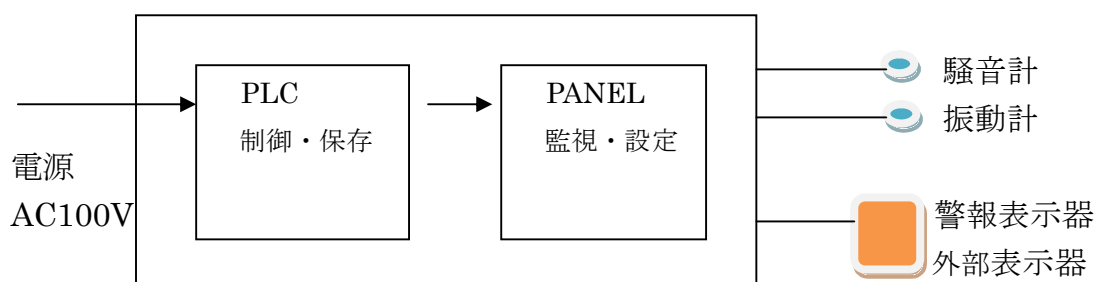 電源
AC100V
PLC
制御・保存
PANEL
監視・設定
騒音計
振動計
警報表示器
外部表示器